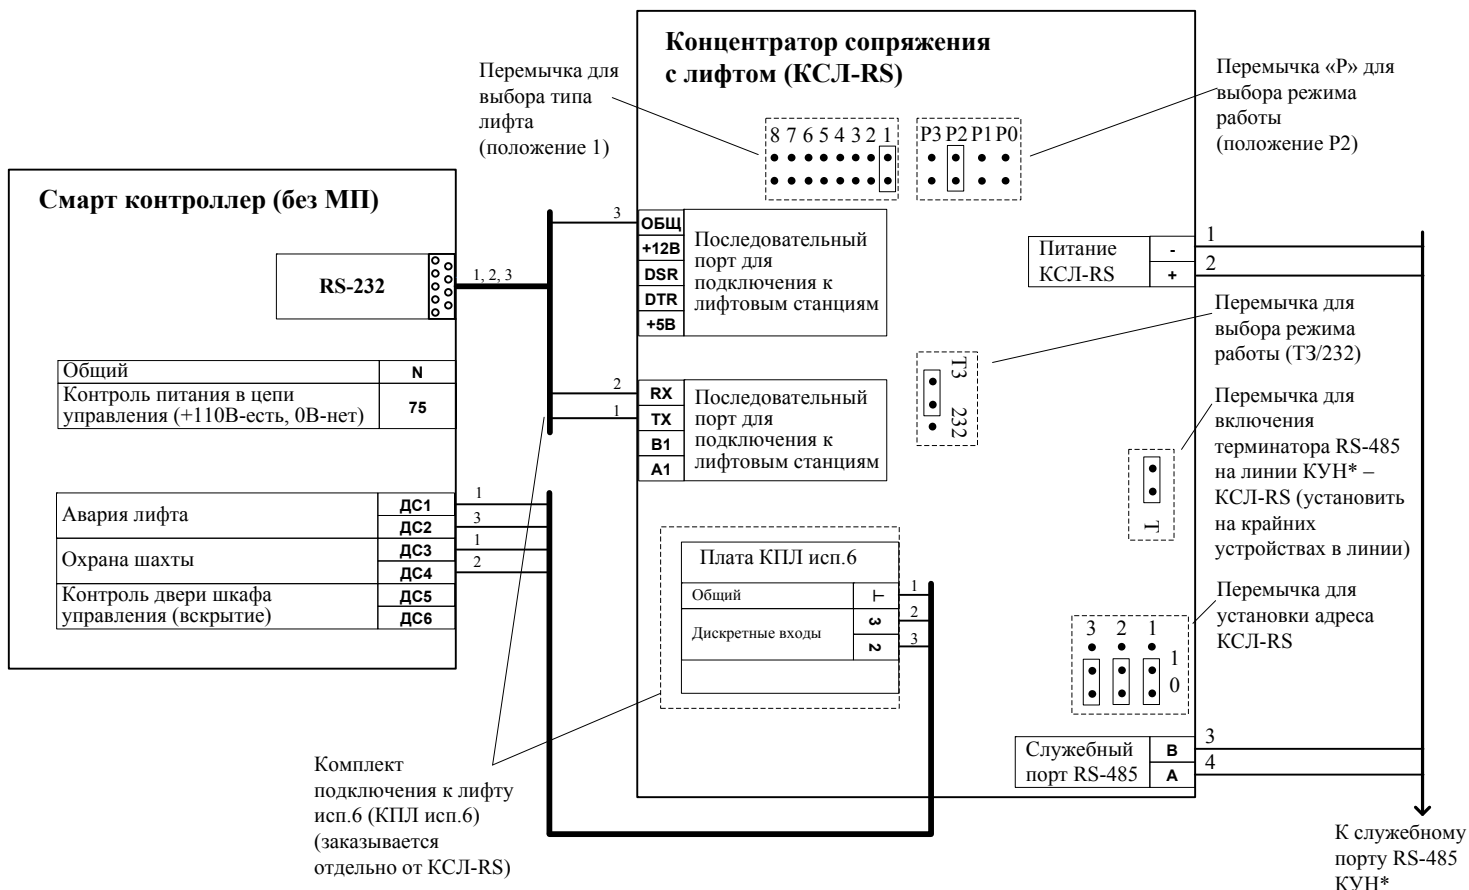 Концентратор сопряжения
с лифтом (КСЛ-RS)
Перемычка для
выбора типа
лифта
(положение 1)
8 7 6 5 4 3 2 1
P3 P2 P1 P0
Перемычка «P» для
выбора режима
работы
(положение P2)
Смарт контроллер (без МП)
RS-232
1, 2, 3
Общий
N
Контроль питания в цепи
управления (+110В-есть, 0В-нет)
75
Авария лифта
ДС1
1
ДС2
3
Охрана шахты
ДС3
1
ДС4
2
Контроль двери шкафа
управления (вскрытие)
ДС5
ДС6
3
ОБЩ
+12В
DSR
DTR
+5В
Последовательный
порт для
подключения к
лифтовым станциям
2
RX
1
TX
B1
A1
Последовательный
порт для
подключения к
лифтовым станциям
Питание
КСЛ-RS
-
1
+
2
ТЗ
232
Перемычка для
выбора режима
работы (ТЗ/232)
Т
Перемычка для
включения
терминатора RS-485
на линии КУН* –
КСЛ-RS (установить
на крайних
устройствах в линии)
Плата КПЛ исп.6
Общий
⊥
1
Дискретные входы
3
2
2
3
3 2 1
1
0
Перемычка для
установки адреса
КСЛ-RS
Служебный
порт RS-485
B
3
A
4
Комплект
подключения к лифту
исп.6 (КПЛ исп.6)
(заказывается
отдельно от КСЛ-RS)
К служебному
порту RS-485
КУН*